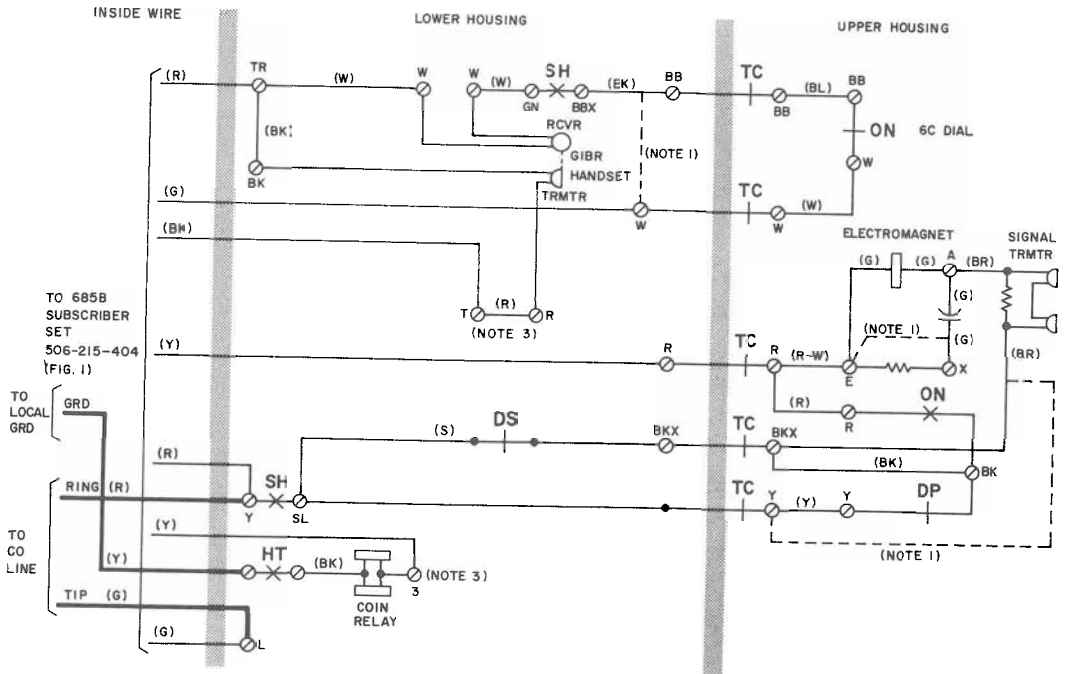 INSIDE WIRE
LOWER HOUSING
UPPER HOUSING
(R)
TR
(W)
W
W
(W)
SH
(EK)
BB
TC
(BL)
BB
GN
BBX
BB
(BK)
RCVR
GIBR
(NOTE 1)
ON
6C DIAL
W
BK
HANDSET
TRMTR
(G)
TC
(W)
W
W
(BK)
ELECTROMAGNET
SIGNAL
TRMTR
(G)
(G)
A
(BR)
(G)
TO 685B
SUBSCRIBER
SET
506-215-404
(FIG. 1)
T
(R)
R
(NOTE 3)
(NOTE 1)
(G)
(Y)
R
TC
R
(R-W)
E
X
(BR)
TO
LOCAL
GRD
GRD
(R)
R
ON
(S)
DS
BKX
TC
BKX
(BK)
BK
(R)
RING
(R)
SH
Y
SL
TC
Y
(Y)
Y
DP
(NOTE 1)
TO
CO
LINE
(Y)
(Y)
HT
(BK)
(NOTE 3)
3
COIN
RELAY
TIP
(G)
(G)
L